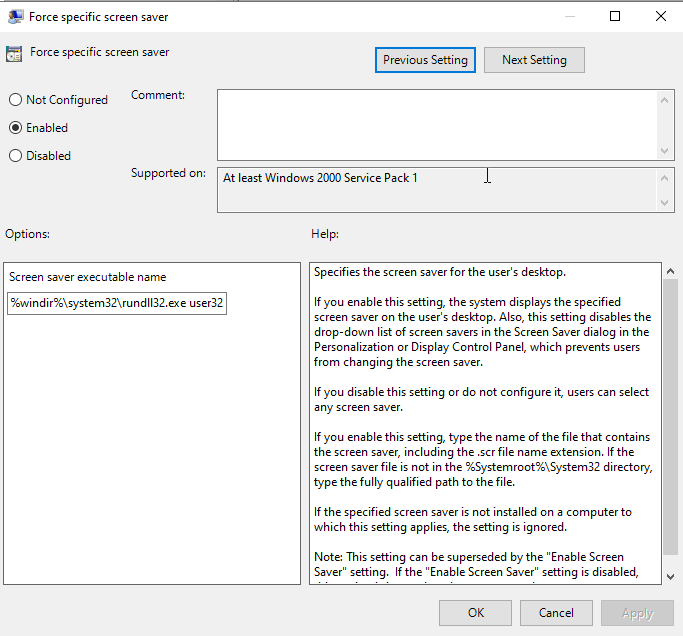 Force specific screen saver
Force specific screen saver
Previous Setting
Next Setting
Not Configured
Enabled
Disabled
Comment:
Supported on:
At least Windows 2000 Service Pack 1
Options:
Help:
Screen saver executable name
%windir%\system32\rundll32.exe user32
Specifies the screen saver for the user's desktop.
If you enable this setting, the system displays the specified
screen saver on the user's desktop. Also, this setting disables the
drop-down list of screen savers in the Screen Saver dialog in the
Personalization or Display Control Panel, which prevents users
from changing the screen saver.
If you disable this setting or do not configure it, users can select
any screen saver.
If you enable this setting, type the name of the file that contains
the screen saver, including the .scr file name extension. If the
screen saver file is not in the %Systemroot%\System32 directory,
type the fully qualified path to the file.
If the specified screen saver is not installed on a computer to
which this setting applies, the setting is ignored.
Note: This setting can be superseded by the "Enable Screen
Saver" setting.  If the "Enable Screen Saver" setting is disabled,
OK
Cancel
Apply